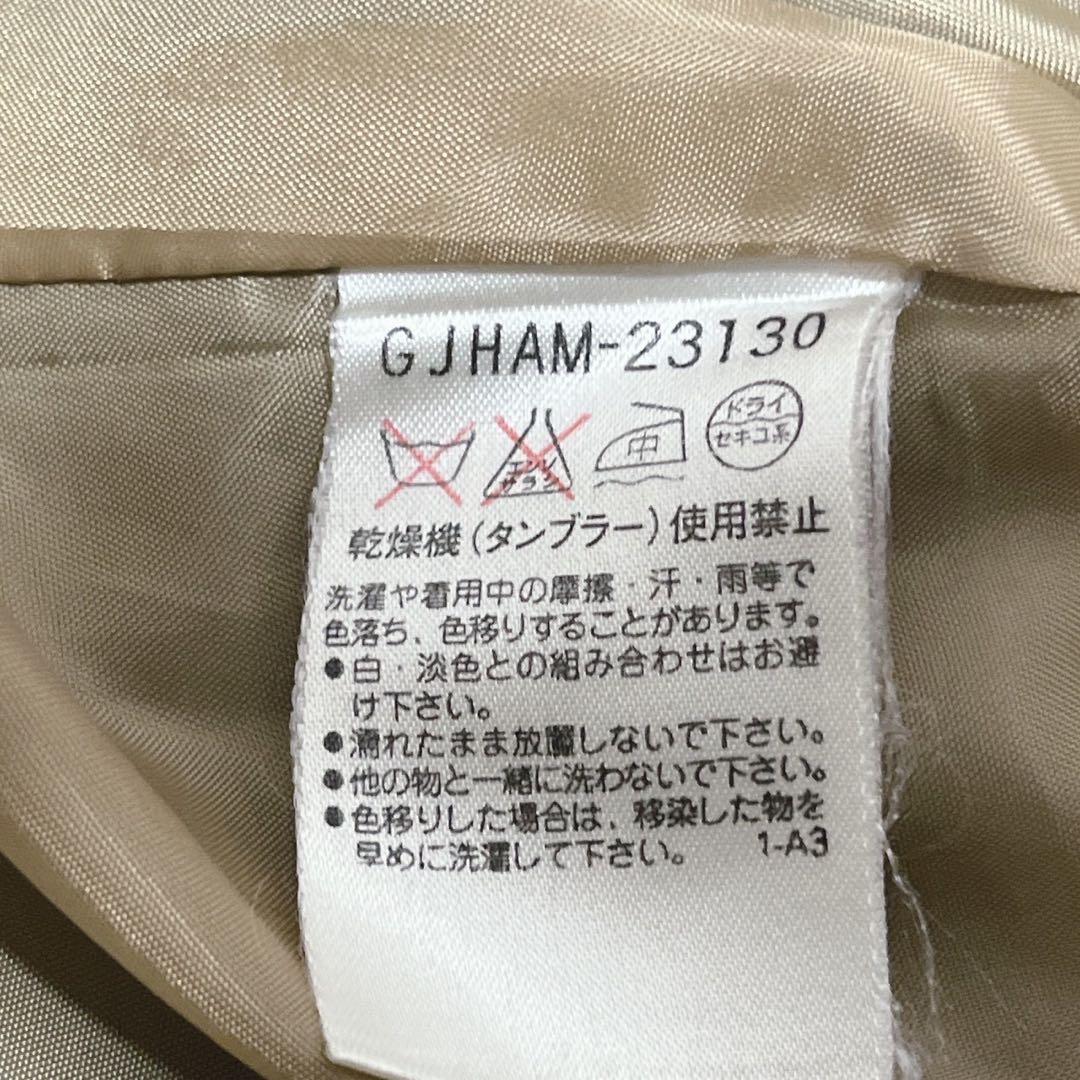 GJHAM-23130
エンソ
サラシ
中
ドライ
セキユ系
乾燥機(タンブラー)使用禁止
洗濯や着用中の摩擦・汗・雨等で
色落ち、色移りすることがあります。
●白・淡色との組み合わせはお避
け下さい。
●濡れたまま放置しないで下さい。
●他の物と一緒に洗わないで下さい。
●色移りした場合は、移染した物を
早めに洗濯して下さい。 1-A3